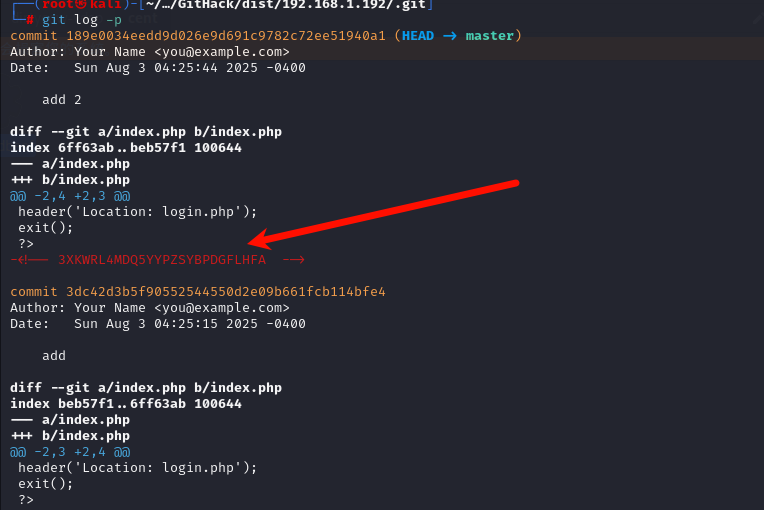 ┌──(root㉿kali)-[~/…/GitHack/dist/192.168.1.192/.git]
└─# git log -p
commit 189e0034eedd9d026e9d691c9782c72ee51940a1 (HEAD -> master)
Author: Your Name <you@example.com>
Date:   Sun Aug 3 04:25:44 2025 -0400
    add 2
diff --git a/index.php b/index.php
index 6ff63ab..beb57f1 100644
--- a/index.php
+++ b/index.php
@@ -2,4 +2,3 @@
 header('Location: login.php');
 exit();
 ?>
-<!-- 3XKWRL4MDQ5YYPZSYBPDGFLHFA  -->
commit 3dc42d3b5f90552544550d2e09b661fcb114bfe4
Author: Your Name <you@example.com>
Date:   Sun Aug 3 04:25:15 2025 -0400
    add
diff --git a/index.php b/index.php
index beb57f1..6ff63ab 100644
--- a/index.php
+++ b/index.php
@@ -2,3 +2,4 @@
 header('Location: login.php');
 exit();
 ?>